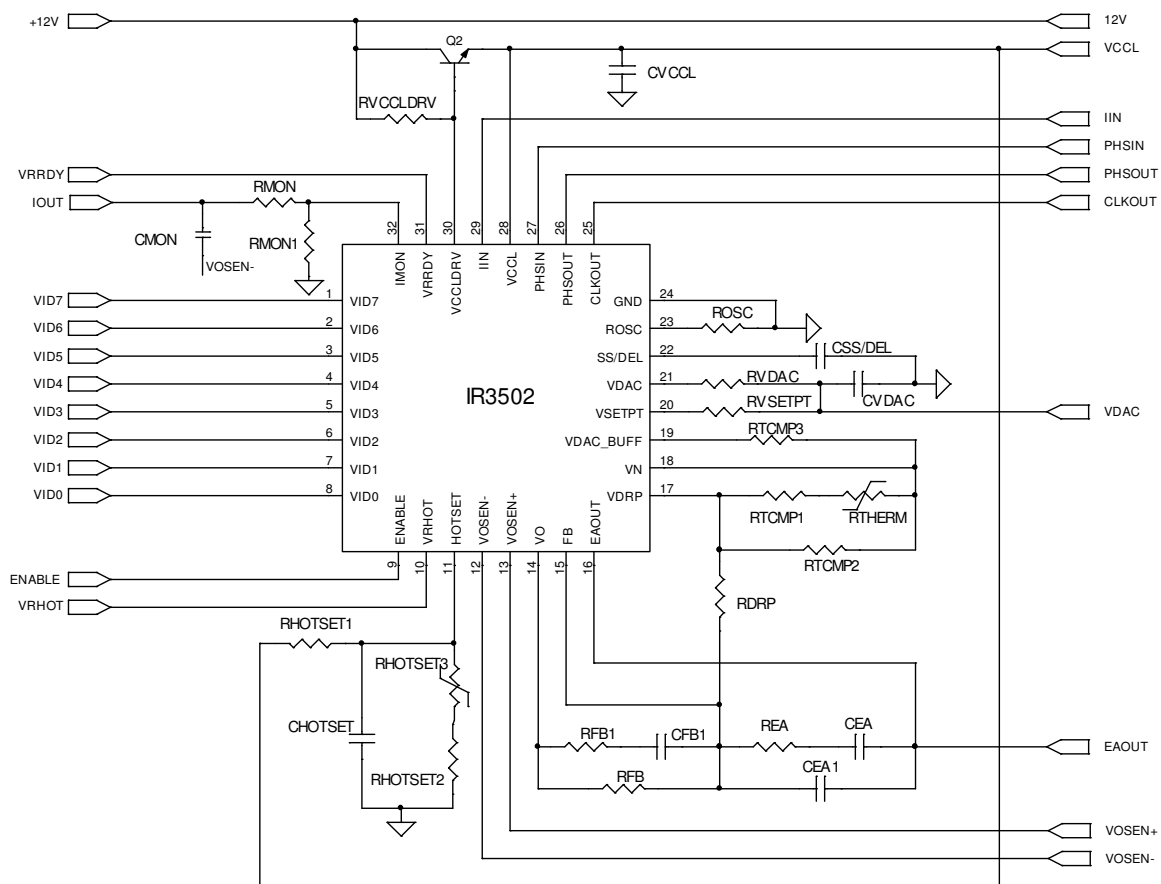 +12V
12V
Q2
VCCL
CVCCL
RVCCLDRV
IIN
PHSIN
VRRDY
PHSOUT
RMON
IOUT
CLKOUT
CMON
RMON1
VOSEN-
32 31 30 29 28 27 26 25
IMON VRRDY VCCLDRV IIN VCCL PHSIN PHSOUT CLKOUT
VID7 1 VID7 GND 24
ROSC
VID6 2 VID6 ROSC 23
CSS/DEL
VID5 3 VID5 SS/DEL 22
VID4 4 VID4 VDAC 21 RVDAC
CVDAC
IR3502
VID3 5 VID3 VSETPT 20 RVSETPT VDAC
VID2 6 VID2 VDAC_BUFF 19 RTCMP3
VID1 7 VID1 VN 18
VID0 8 VID0 VDRP 17
RTCMP1 RTHERM
ENABLE VRHOT HOTSET VOSEN- VOSEN+ VO FB EAOUT
9 10 11 12 13 14 15 16
RTCMP2
ENABLE
RDRP
VRHOT
RHOTSET1
RHOTSET3
CHOTSET
RFB1 CFB1 REA CEA
EAOUT
RHOTSET2
RFB CEA1
VOSEN+
VOSEN-